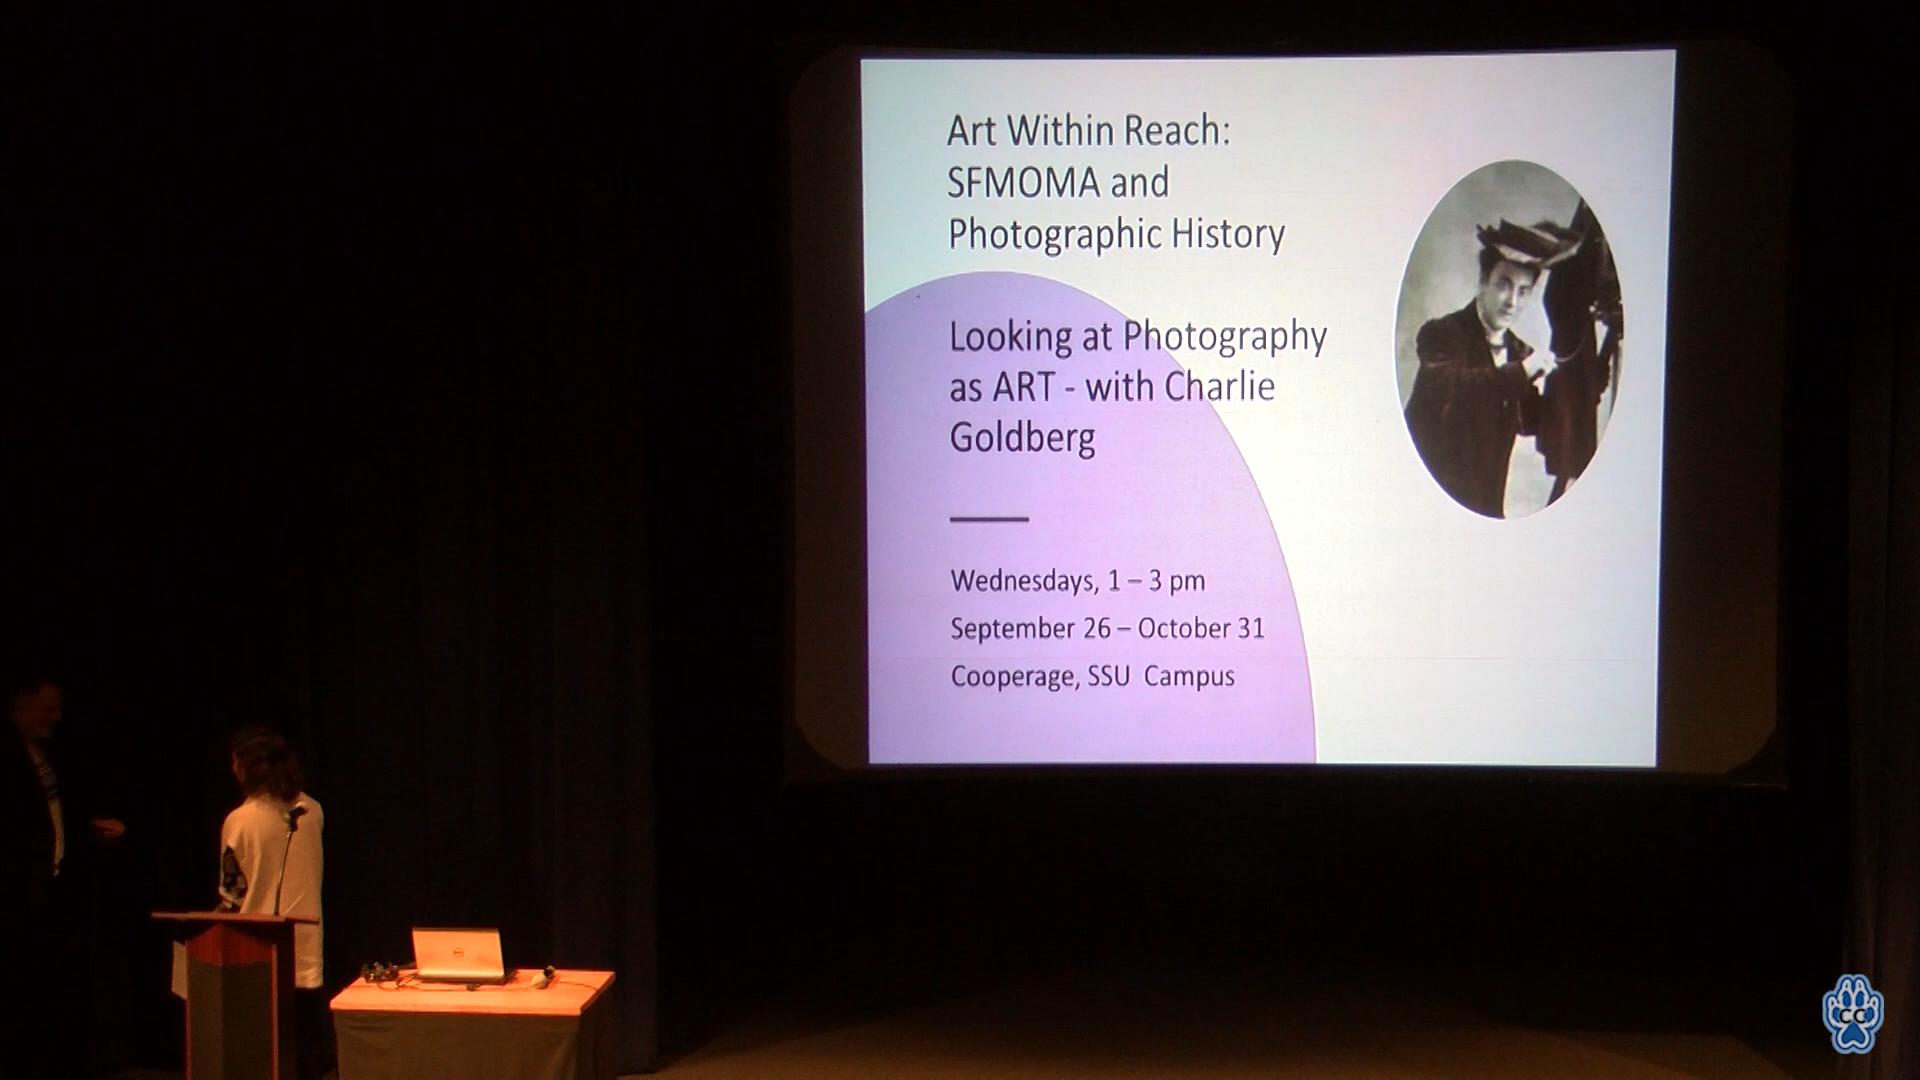 Art Within Reach:
SFMOMA and
Photographic History
Looking at Photography
as ART - with Charlie
Goldberg
Wednesdays, 1 – 3 pm
September 26 – October 31
Cooperage, SSU Campus
CC